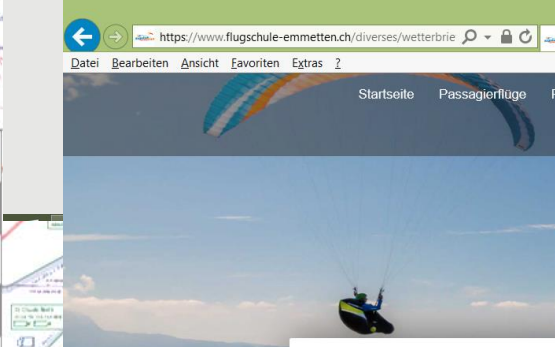 https://www.flugschule-emmetten.ch/diverses/wetterbrie
Datei Bearbeiten Ansicht Favoriten Extras ?
Startseite Passagierflüge